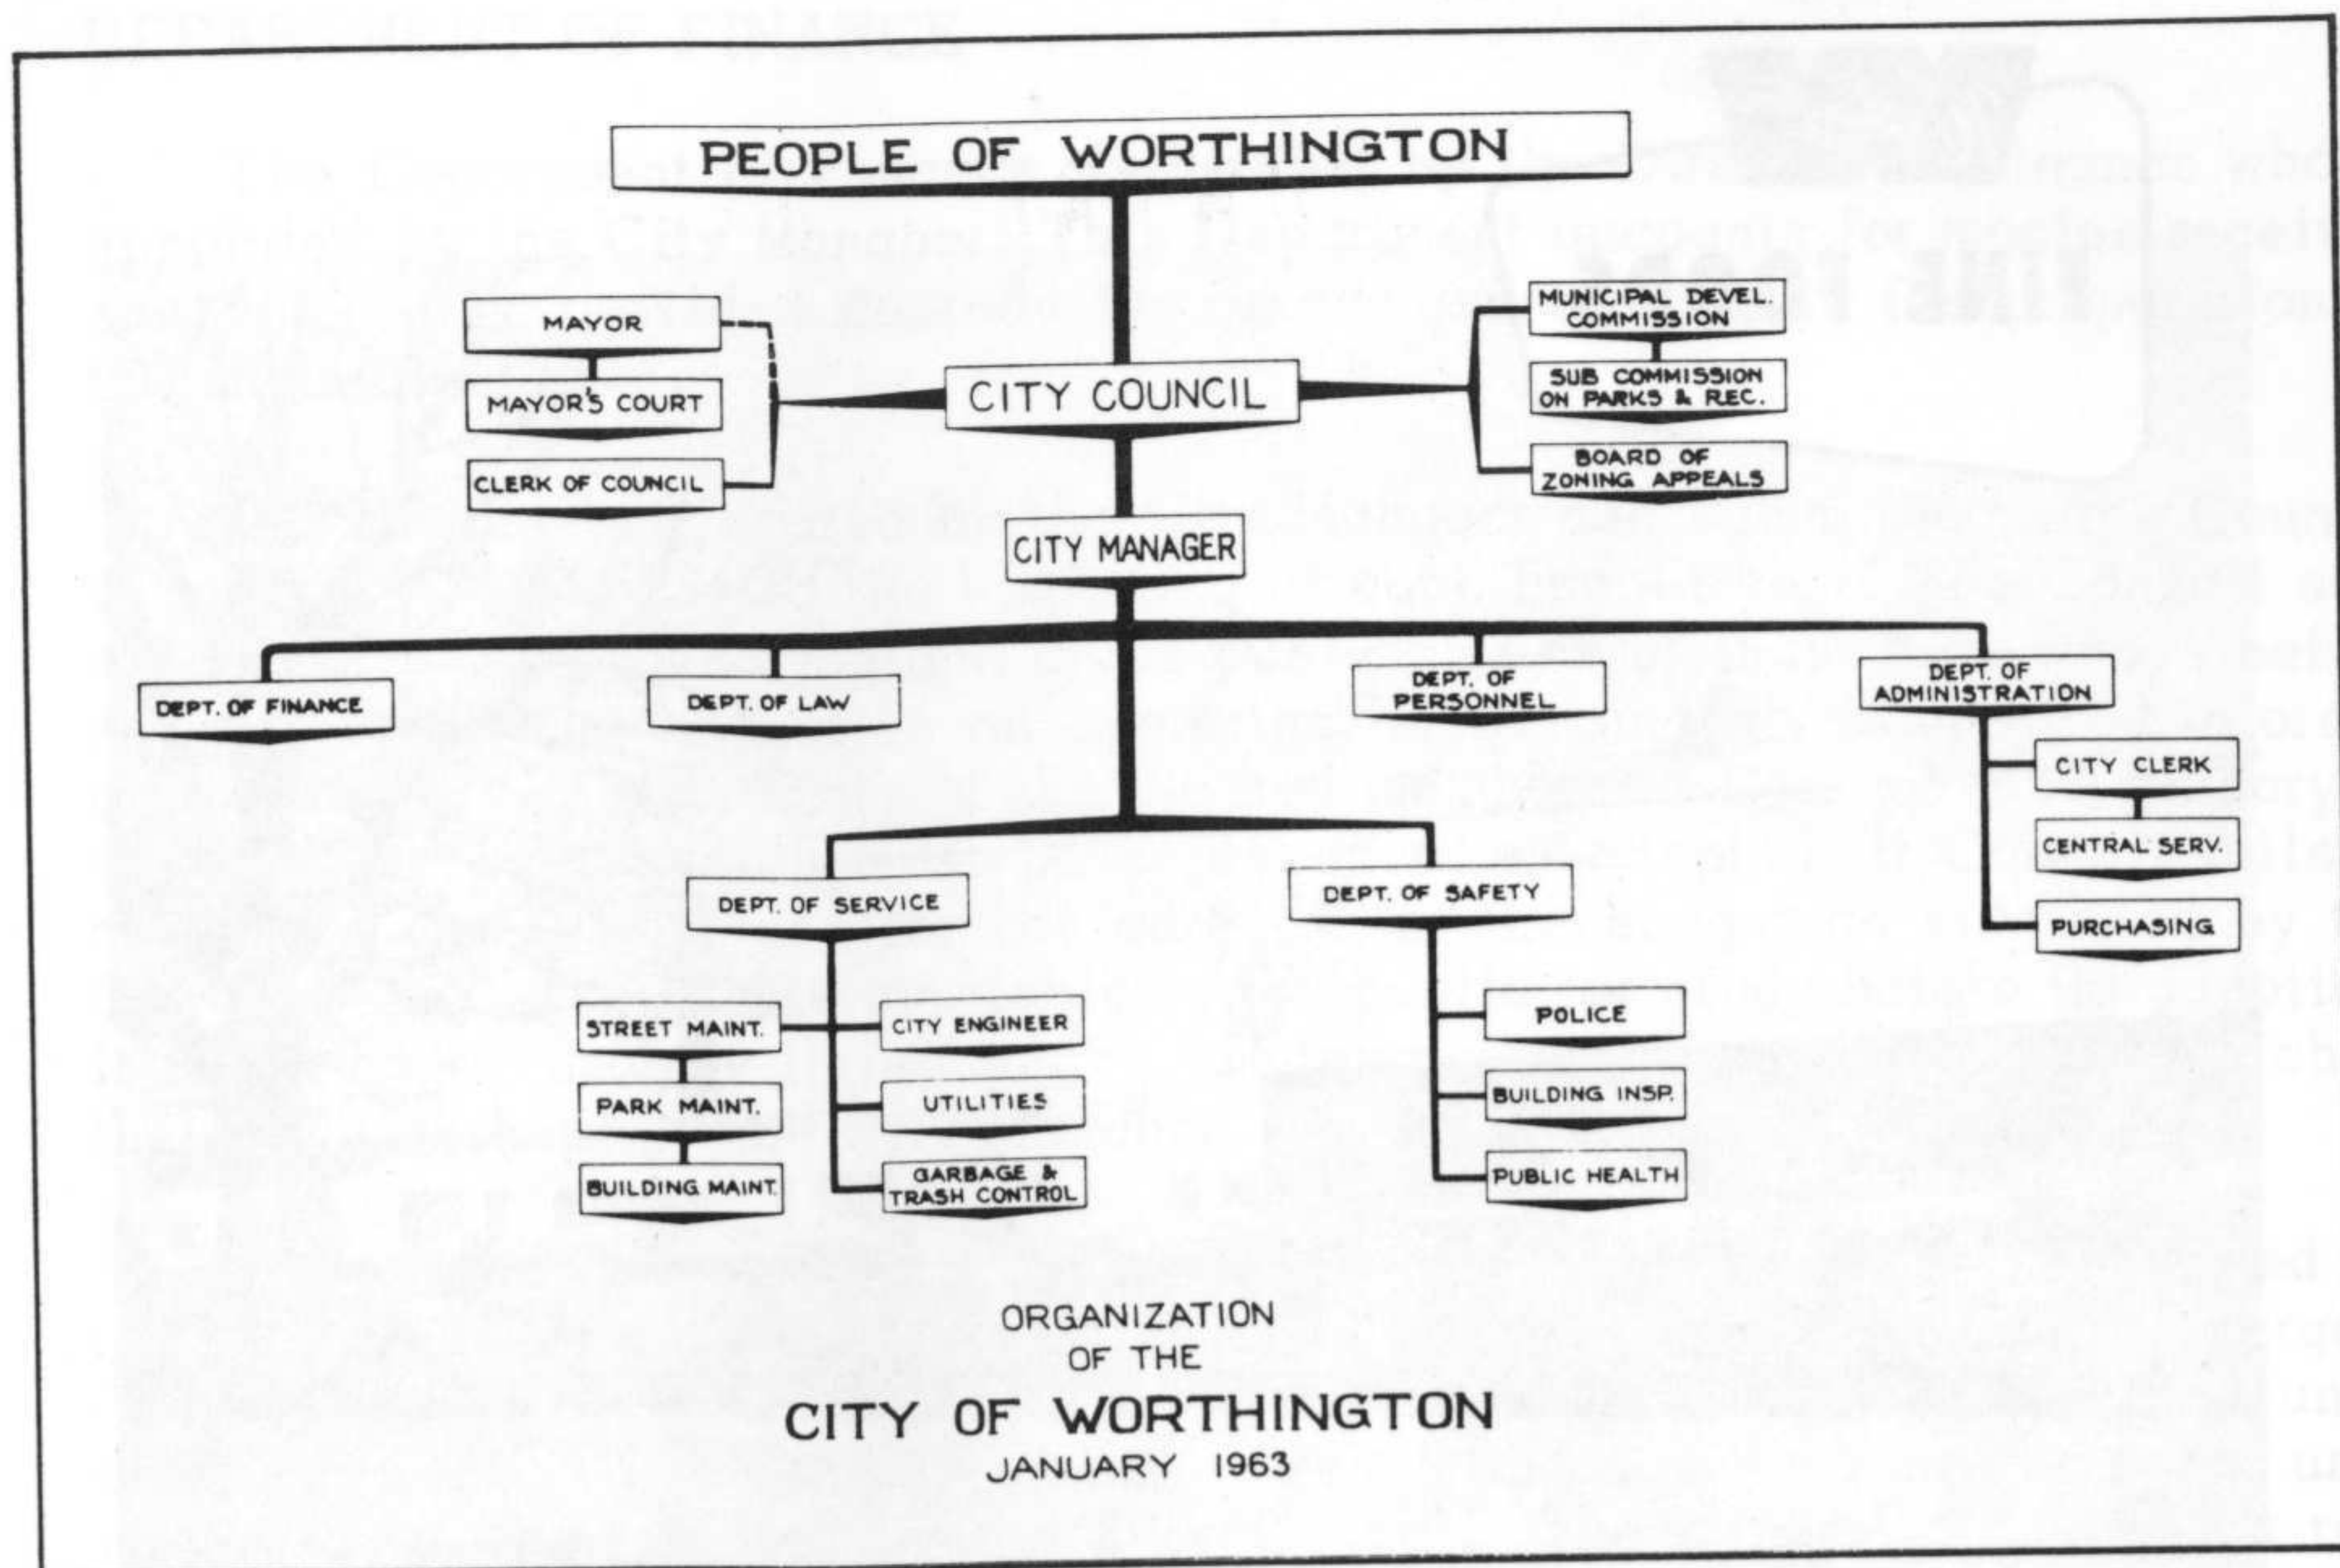 PEOPLE OF WORTHINGTON
MAYOR
MAYOR'S COURT
CLERK OF COUNCIL
CITY COUNCIL
MUNICIPAL DEVEL.
COMMISSION
SUB COMMISSION
ON PARKS & REC.
BOARD OF
ZONING APPEALS
CITY MANAGER
DEPT. OF FINANCE
DEPT. OF LAW
DEPT. OF
PERSONNEL
DEPT. OF
ADMINISTRATION
CITY CLERK
CENTRAL SERV.
PURCHASING
DEPT. OF SERVICE
STREET MAINT.
PARK MAINT.
BUILDING MAINT.
CITY ENGINEER
UTILITIES
GARBAGE &
TRASH CONTROL
DEPT. OF SAFETY
POLICE
BUILDING INSP.
PUBLIC HEALTH
ORGANIZATION
OF THE
CITY OF WORTHINGTON
JANUARY 1963